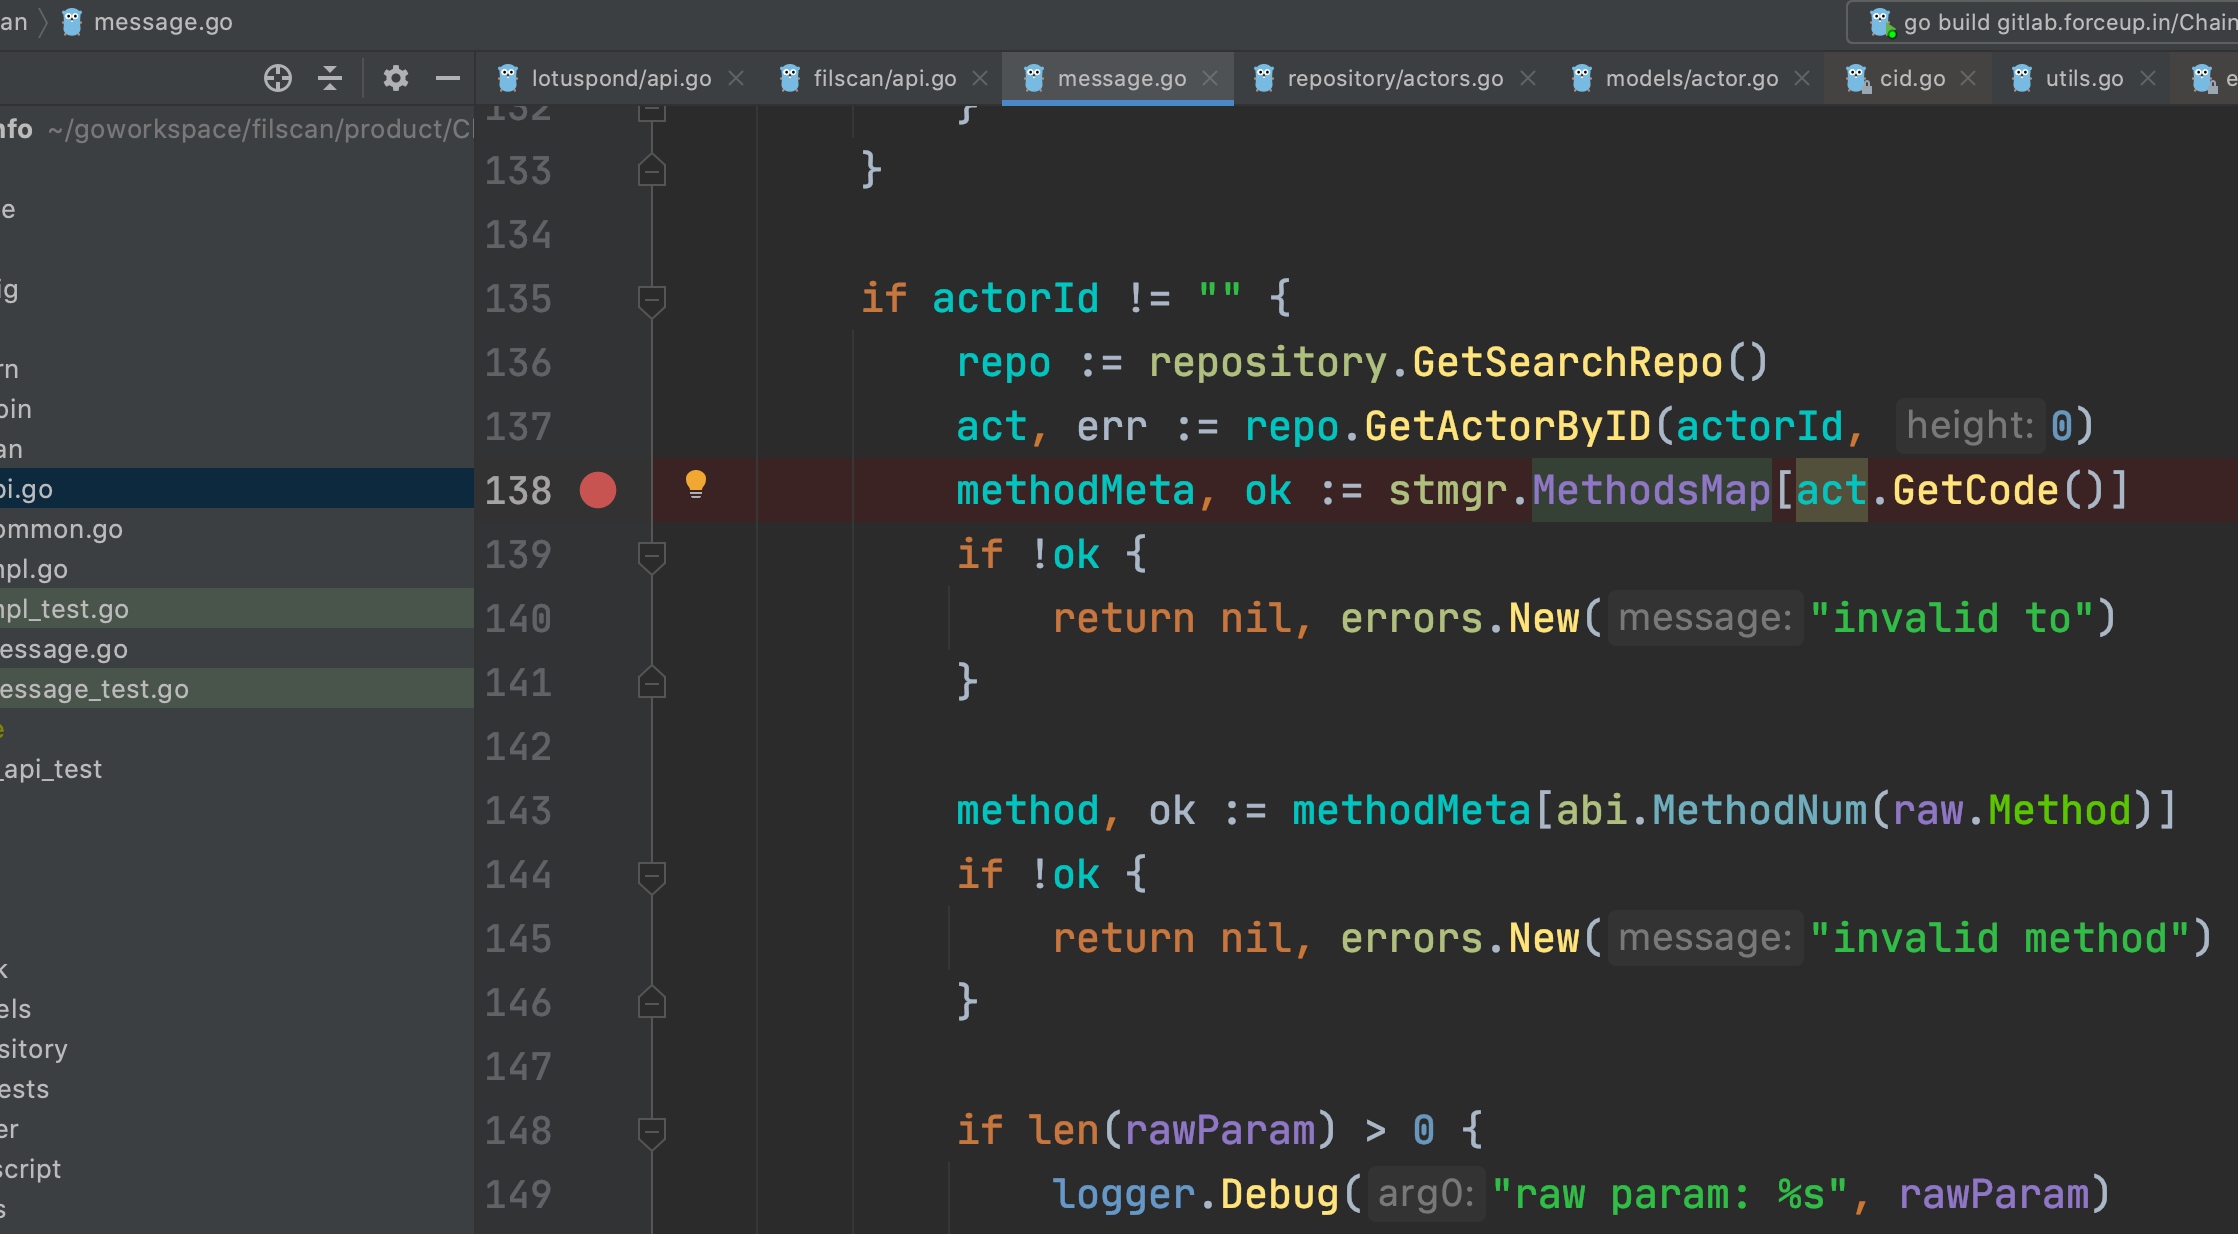 an
message.go
go build gitlab.forceup.in/Chain
lotuspond/api.go
filscan/api.go
message.go
repository/actors.go
models/actor.go
cid.go
utils.go
e
nfo ~/goworkspace/filscan/product/C
e
ig
rn
oin
an
pi.go
ommon.go
mpl.go
mpl_test.go
essage.go
essage_test.go
e
_api_test
k
els
sitory
ests
er
script
s
132 }
133 }
134
135 if actorId != "" {
136 repo := repository.GetSearchRepo()
137 act, err := repo.GetActorByID(actorId, height: 0)
138 methodMeta, ok := stmgr.MethodsMap[act.GetCode()]
139 if !ok {
140 return nil, errors.New( message: "invalid to")
141 }
142
143 method, ok := methodMeta[abi.MethodNum(raw.Method)]
144 if !ok {
145 return nil, errors.New( message: "invalid method")
146 }
147
148 if len(rawParam) > 0 {
149 logger.Debug( arg0: "raw param: %s", rawParam)